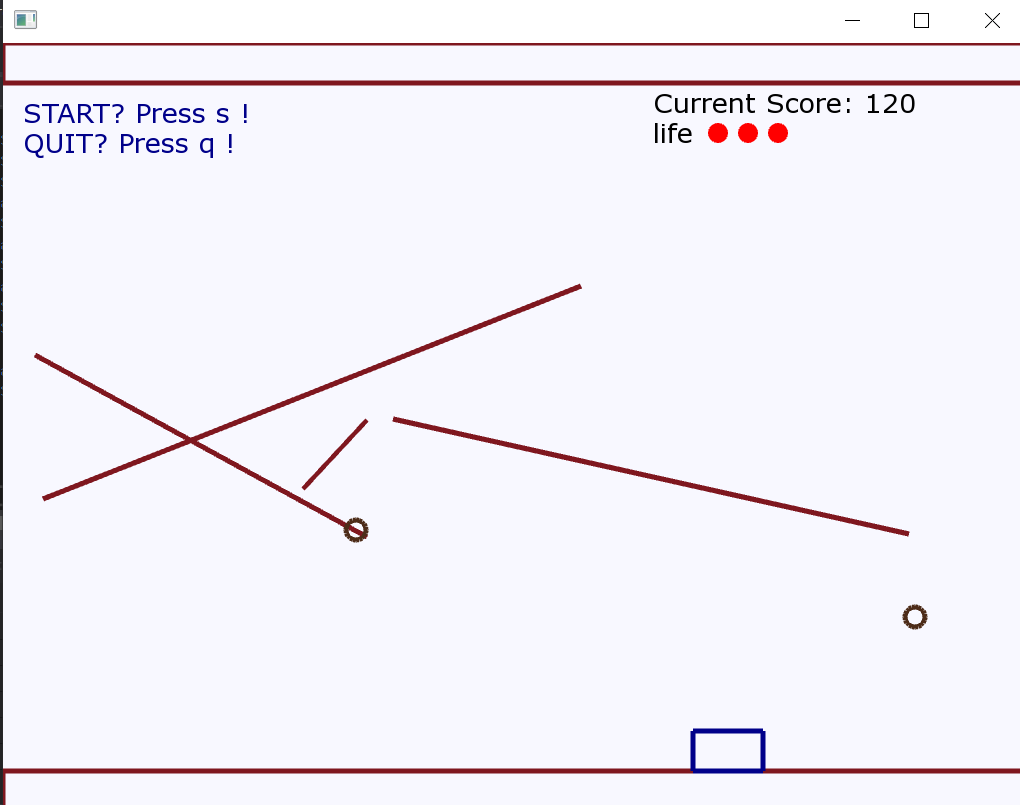 START? Press s !
QUIT? Press q !
Current Score: 120
life